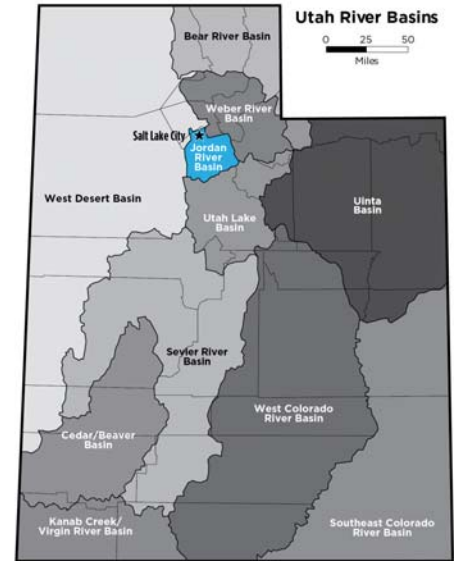 Utah River Basins
0 25 50
Miles
Bear River Basin
Weber River
Basin
Salt Lake City
Jordan
River
Basin
West Desert Basin
Uinta
Basin
Utah Lake
Basin
Sevier River
Basin
West Colorado
River Basin
Cedar/Beaver
Basin
Kanab Creek/
Virgin River Basin
Southeast Colorado
River Basin